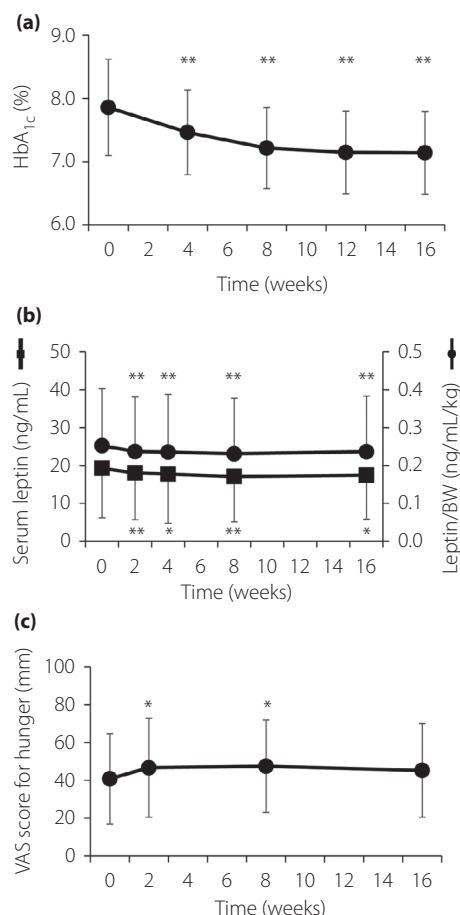 (a)
9.0
8.0
7.0
6.0
HbA1c (%)
** ** ** **
0 2 4 6 8 10 12 14 16
Time (weeks)
(b)
50
40
30
20
10
0
Serum leptin (ng/mL)
0.5
0.4
0.3
0.2
0.1
0.0
Leptin/BW (ng/mL/kg)
** ** ** **
** * ** *
0 2 4 6 8 10 12 14 16
Time (weeks)
(c)
100
80
60
40
20
0
VAS score for hunger (mm)
* *
0 2 4 6 8 10 12 14 16
Time (weeks)